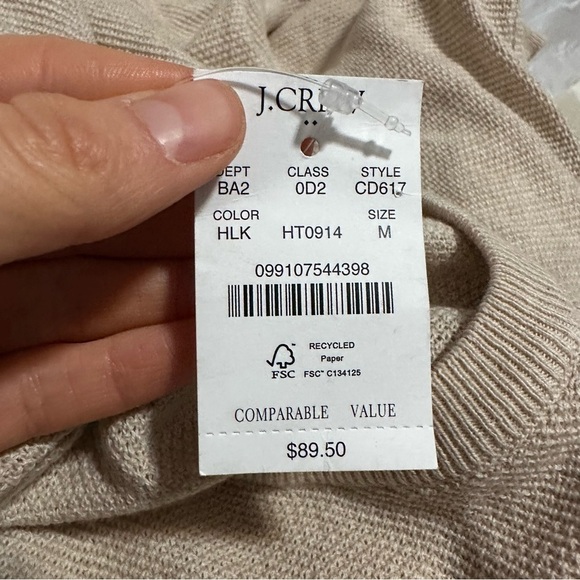 J.CREW
DEPT CLASS STYLE
BA2 0D2 CD617
COLOR SIZE
HLK HT0914 M
099107544398
RECYCLED
Paper
FSC
FSC™ C134125
COMPARABLE VALUE
$89.50